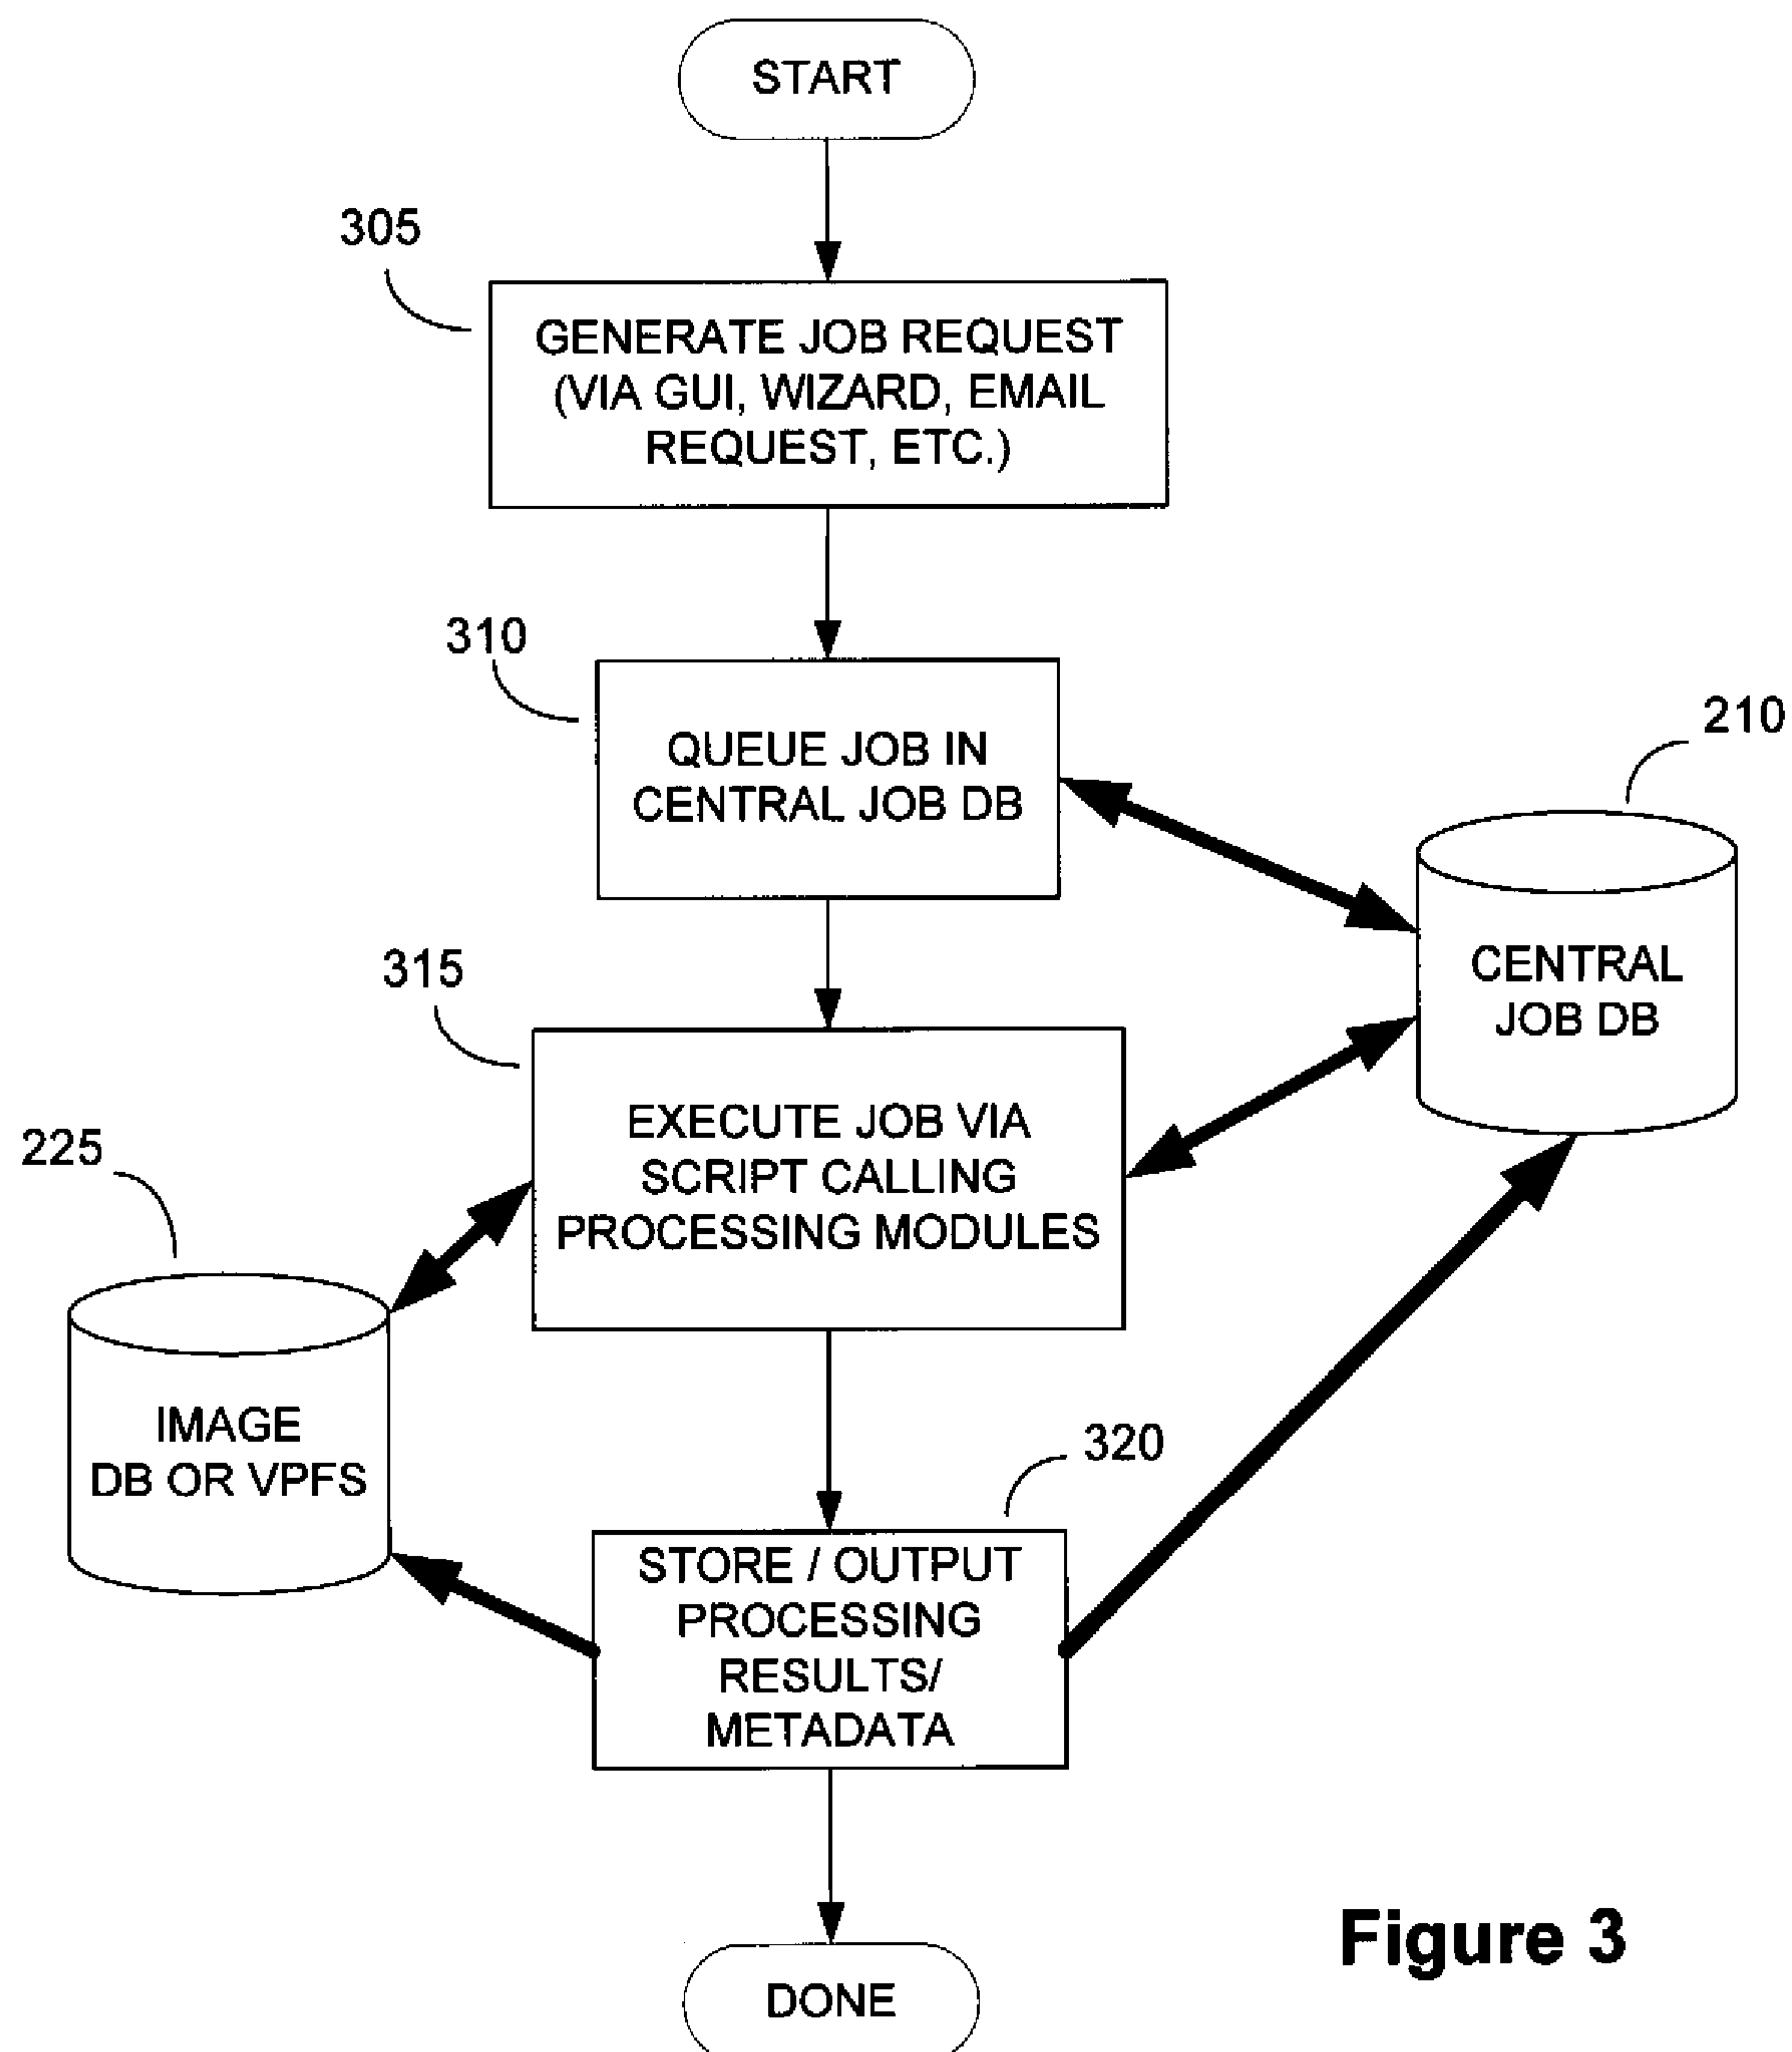 START
305
GENERATE JOB REQUEST
(VIA GUI, WIZARD, EMAIL
REQUEST, ETC.)
310
QUEUE JOB IN
CENTRAL JOB DB
210
CENTRAL
JOB DB
315
EXECUTE JOB VIA
SCRIPT CALLING
PROCESSING MODULES
225
IMAGE
DB OR VPFS
320
STORE / OUTPUT
PROCESSING
RESULTS/
METADATA
DONE
Figure 3